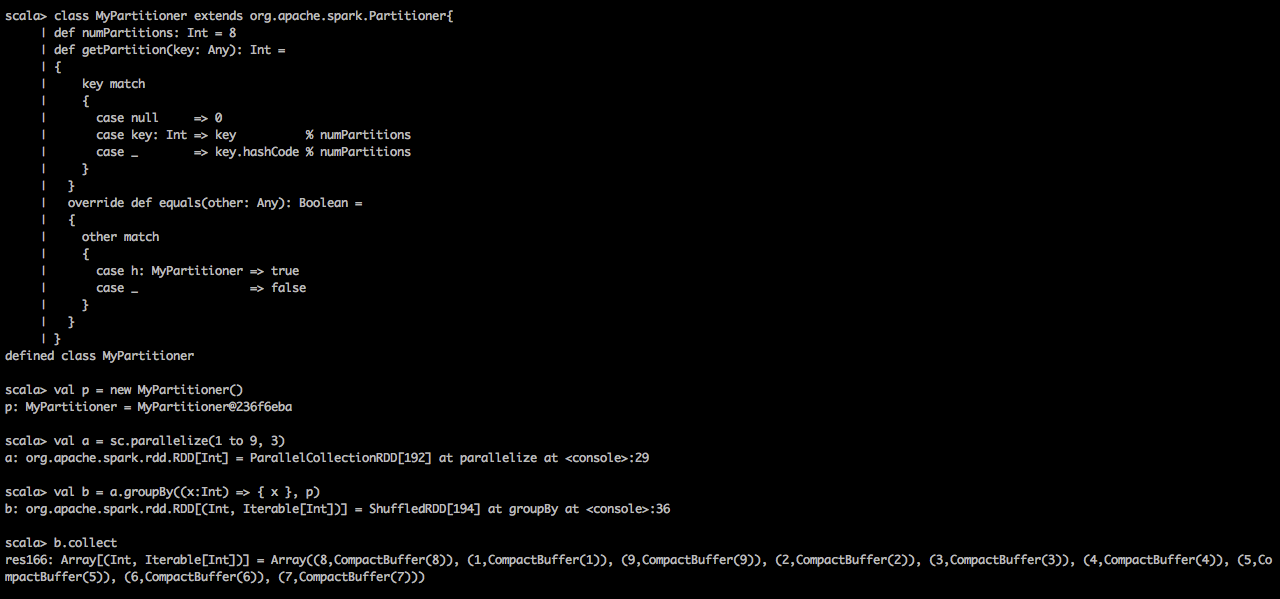 scala> class MyPartitioner extends org.apache.spark.Partitioner{
     | def numPartitions: Int = 8
     | def getPartition(key: Any): Int =
     | {
     |     key match
     |     {
     |       case null     => 0
     |       case key: Int => key          % numPartitions
     |       case _        => key.hashCode % numPartitions
     |     }
     |   }
     |   override def equals(other: Any): Boolean =
     |   {
     |     other match
     |     {
     |       case h: MyPartitioner => true
     |       case _                => false
     |     }
     |   }
     | }
defined class MyPartitioner
scala> val p = new MyPartitioner()
p: MyPartitioner = MyPartitioner@236f6eba
scala> val a = sc.parallelize(1 to 9, 3)
a: org.apache.spark.rdd.RDD[Int] = ParallelCollectionRDD[192] at parallelize at <console>:29
scala> val b = a.groupBy((x:Int) => { x }, p)
b: org.apache.spark.rdd.RDD[(Int, Iterable[Int])] = ShuffledRDD[194] at groupBy at <console>:36
scala> b.collect
res166: Array[(Int, Iterable[Int])] = Array((8,CompactBuffer(8)), (1,CompactBuffer(1)), (9,CompactBuffer(9)), (2,CompactBuffer(2)), (3,CompactBuffer(3)), (4,CompactBuffer(4)), (5,Co
mpactBuffer(5)), (6,CompactBuffer(6)), (7,CompactBuffer(7)))